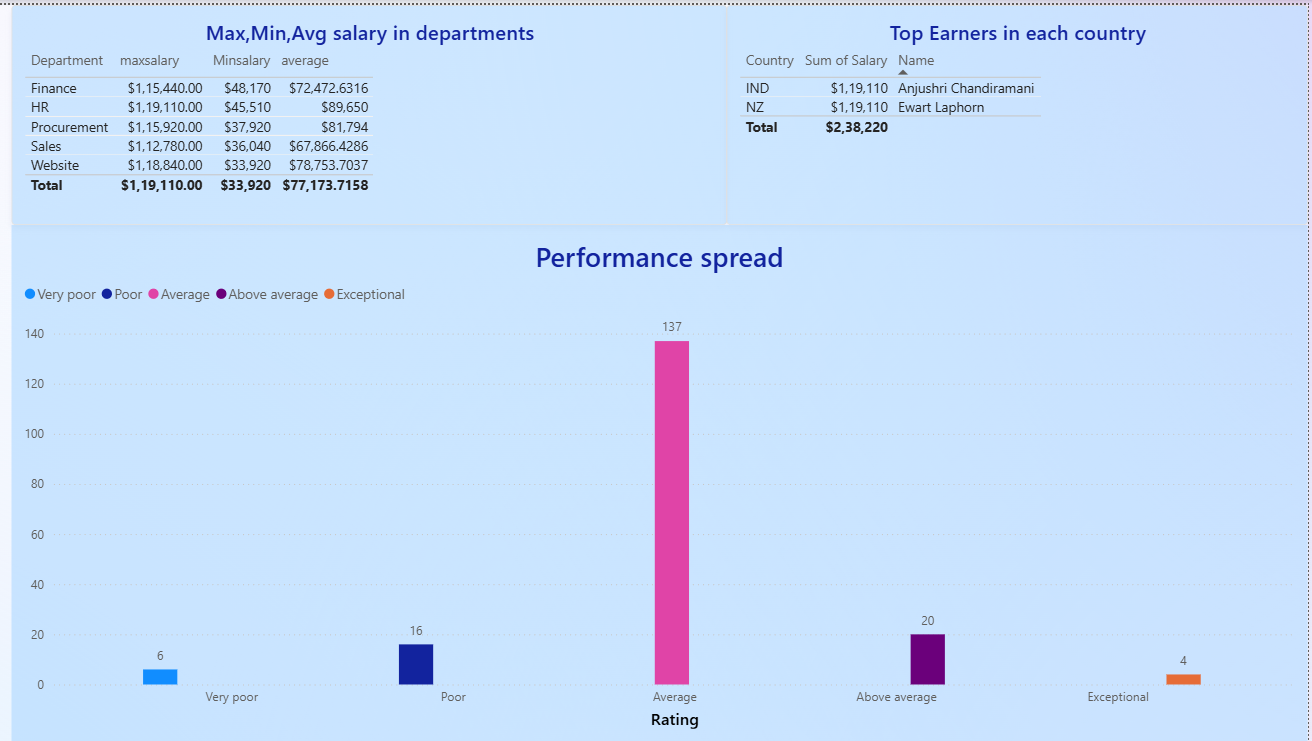 Max,Min,Avg salary in departments
Department maxsalary Minsalary average
Finance $1,15,440.00 $48,170 $72,472.6316
HR $1,19,110.00 $45,510 $89,650
Procurement $1,15,920.00 $37,920 $81,794
Sales $1,12,780.00 $36,040 $67,866.4286
Website $1,18,840.00 $33,920 $78,753.7037
Total $1,19,110.00 $33,920 $77,173.7158
Top Earners in each country
Country Sum of Salary Name
IND $1,19,110 Anjushri Chandiramani
NZ $1,19,110 Ewart Laphorn
Total $2,38,220
Performance spread
Very poor Poor Average Above average Exceptional
140
120
100
80
60
40
20
0
6
16
137
20
4
Very poor Poor Average Above average Exceptional
Rating